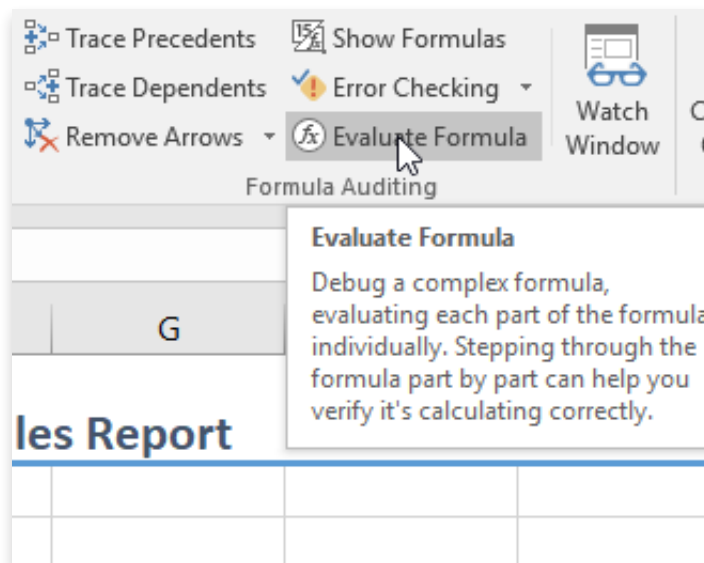 Trace Precedents
Show Formulas
Trace Dependents
Error Checking
Remove Arrows
Evaluate Formula
Watch
Window
Formula Auditing
Evaluate Formula
Debug a complex formula,
evaluating each part of the formula
individually. Stepping through the
formula part by part can help you
verify it's calculating correctly.
G
les Report